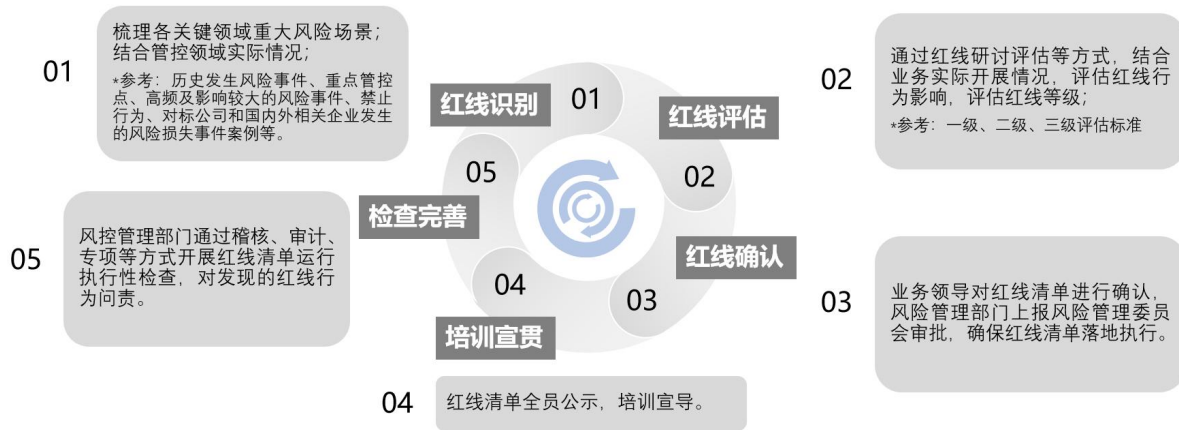 01
梳理各关键领域重大风险场景；
结合管控领域实际情况；
*参考：历史发生风险事件、重点管控
点、高频及影响较大的风险事件、禁止
行为、对标公司和国内外相关企业发生
的风险损失事件案例等。
02
通过红线研讨评估等方式，结合
业务实际开展情况，评估红线行
为影响，评估红线等级；
*参考：一级、二级、三级评估标准
红线识别
01
红线评估
02
红线确认
03
培训宣贯
04
检查完善
05
03
业务领导对红线清单进行确认，
风险管理部门上报风险管理委员
会审批，确保红线清单落地执行。
04
红线清单全员公示，培训宣导。
05
风控管理部门通过稽核、审计、
专项等方式开展红线清单运行
执行性检查，对发现的红线行
为问责。